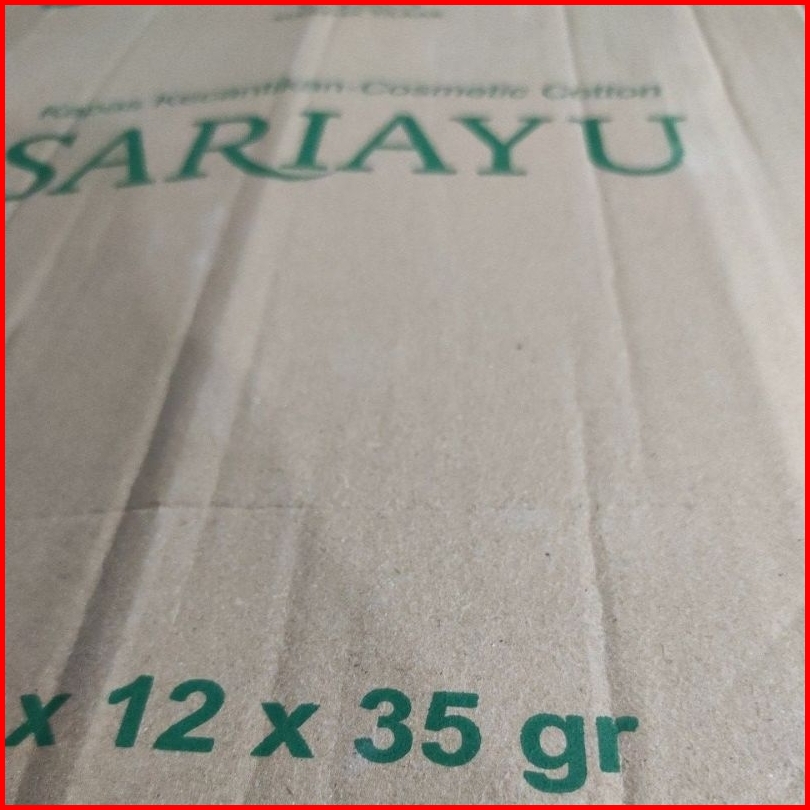 Kapas Kecantikan-Cosmetic Cotton
SARIAYU
x 12 x 35 gr